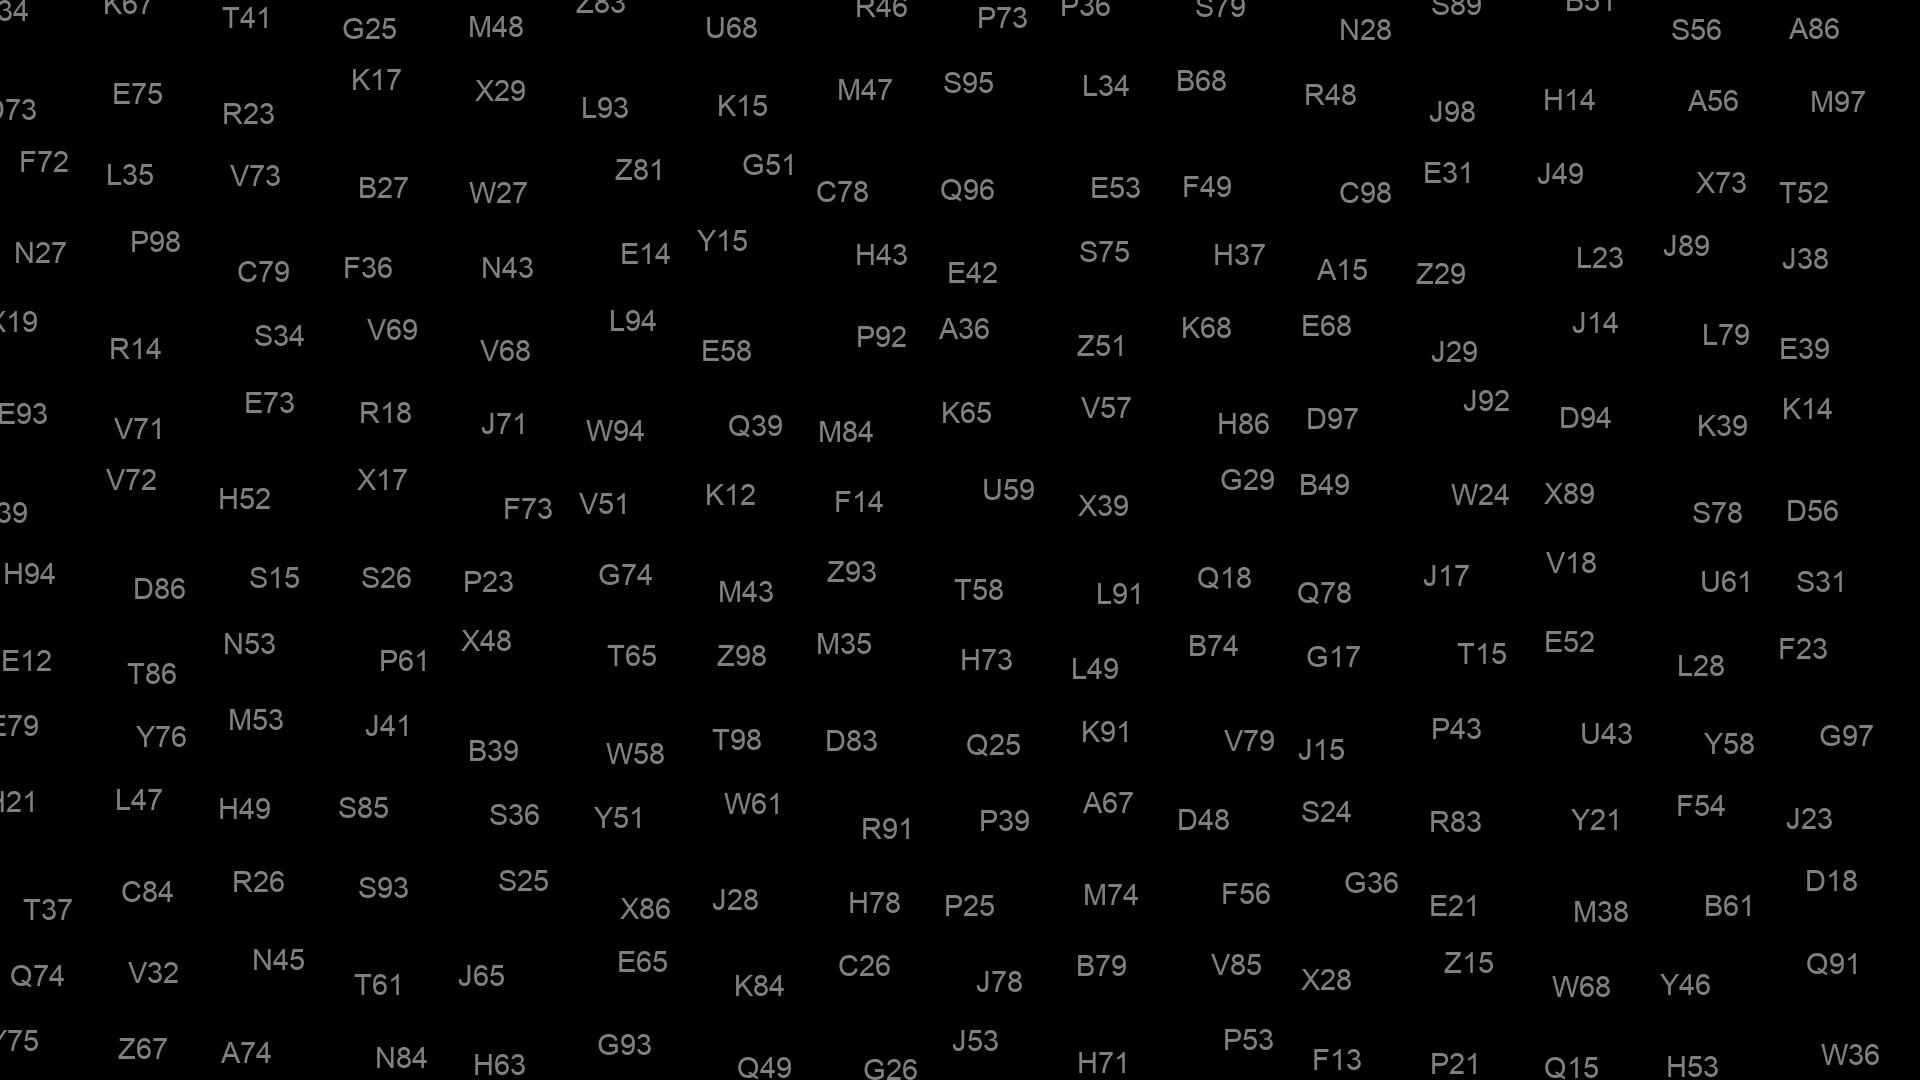 34 K67 T41 G25 M48 Z83 U68 R46 P73 P36 S79 N28 S89 B51 S56 A86
73 E75 R23 K17 X29 L93 K15 M47 S95 L34 B68 R48 J98 H14 A56 M97
F72 L35 V73 B27 W27 Z81 G51 C78 Q96 E53 F49 C98 E31 J49 X73 T52
N27 P98 C79 F36 N43 E14 Y15 H43 E42 S75 H37 A15 Z29 L23 J89 J38
X19 R14 S34 V69 V68 L94 E58 P92 A36 Z51 K68 E68 J29 J14 L79 E39
E93 V71 E73 R18 J71 W94 Q39 M84 K65 V57 H86 D97 J92 D94 K39 K14
39 V72 H52 X17 F73 V51 K12 F14 U59 X39 G29 B49 W24 X89 S78 D56
H94 D86 S15 S26 P23 G74 M43 Z93 T58 L91 Q18 Q78 J17 V18 U61 S31
E12 T86 N53 P61 X48 T65 Z98 M35 H73 L49 B74 G17 T15 E52 L28 F23
E79 Y76 M53 J41 B39 W58 T98 D83 Q25 K91 V79 J15 P43 U43 Y58 G97
H21 L47 H49 S85 S36 Y51 W61 R91 P39 A67 D48 S24 R83 Y21 F54 J23
T37 C84 R26 S93 S25 X86 J28 H78 P25 M74 F56 G36 E21 M38 B61 D18
Q74 V32 N45 T61 J65 E65 K84 C26 J78 B79 V85 X28 Z15 W68 Y46 Q91
Y75 Z67 A74 N84 H63 G93 Q49 G26 J53 H71 P53 F13 P21 Q15 H53 W36